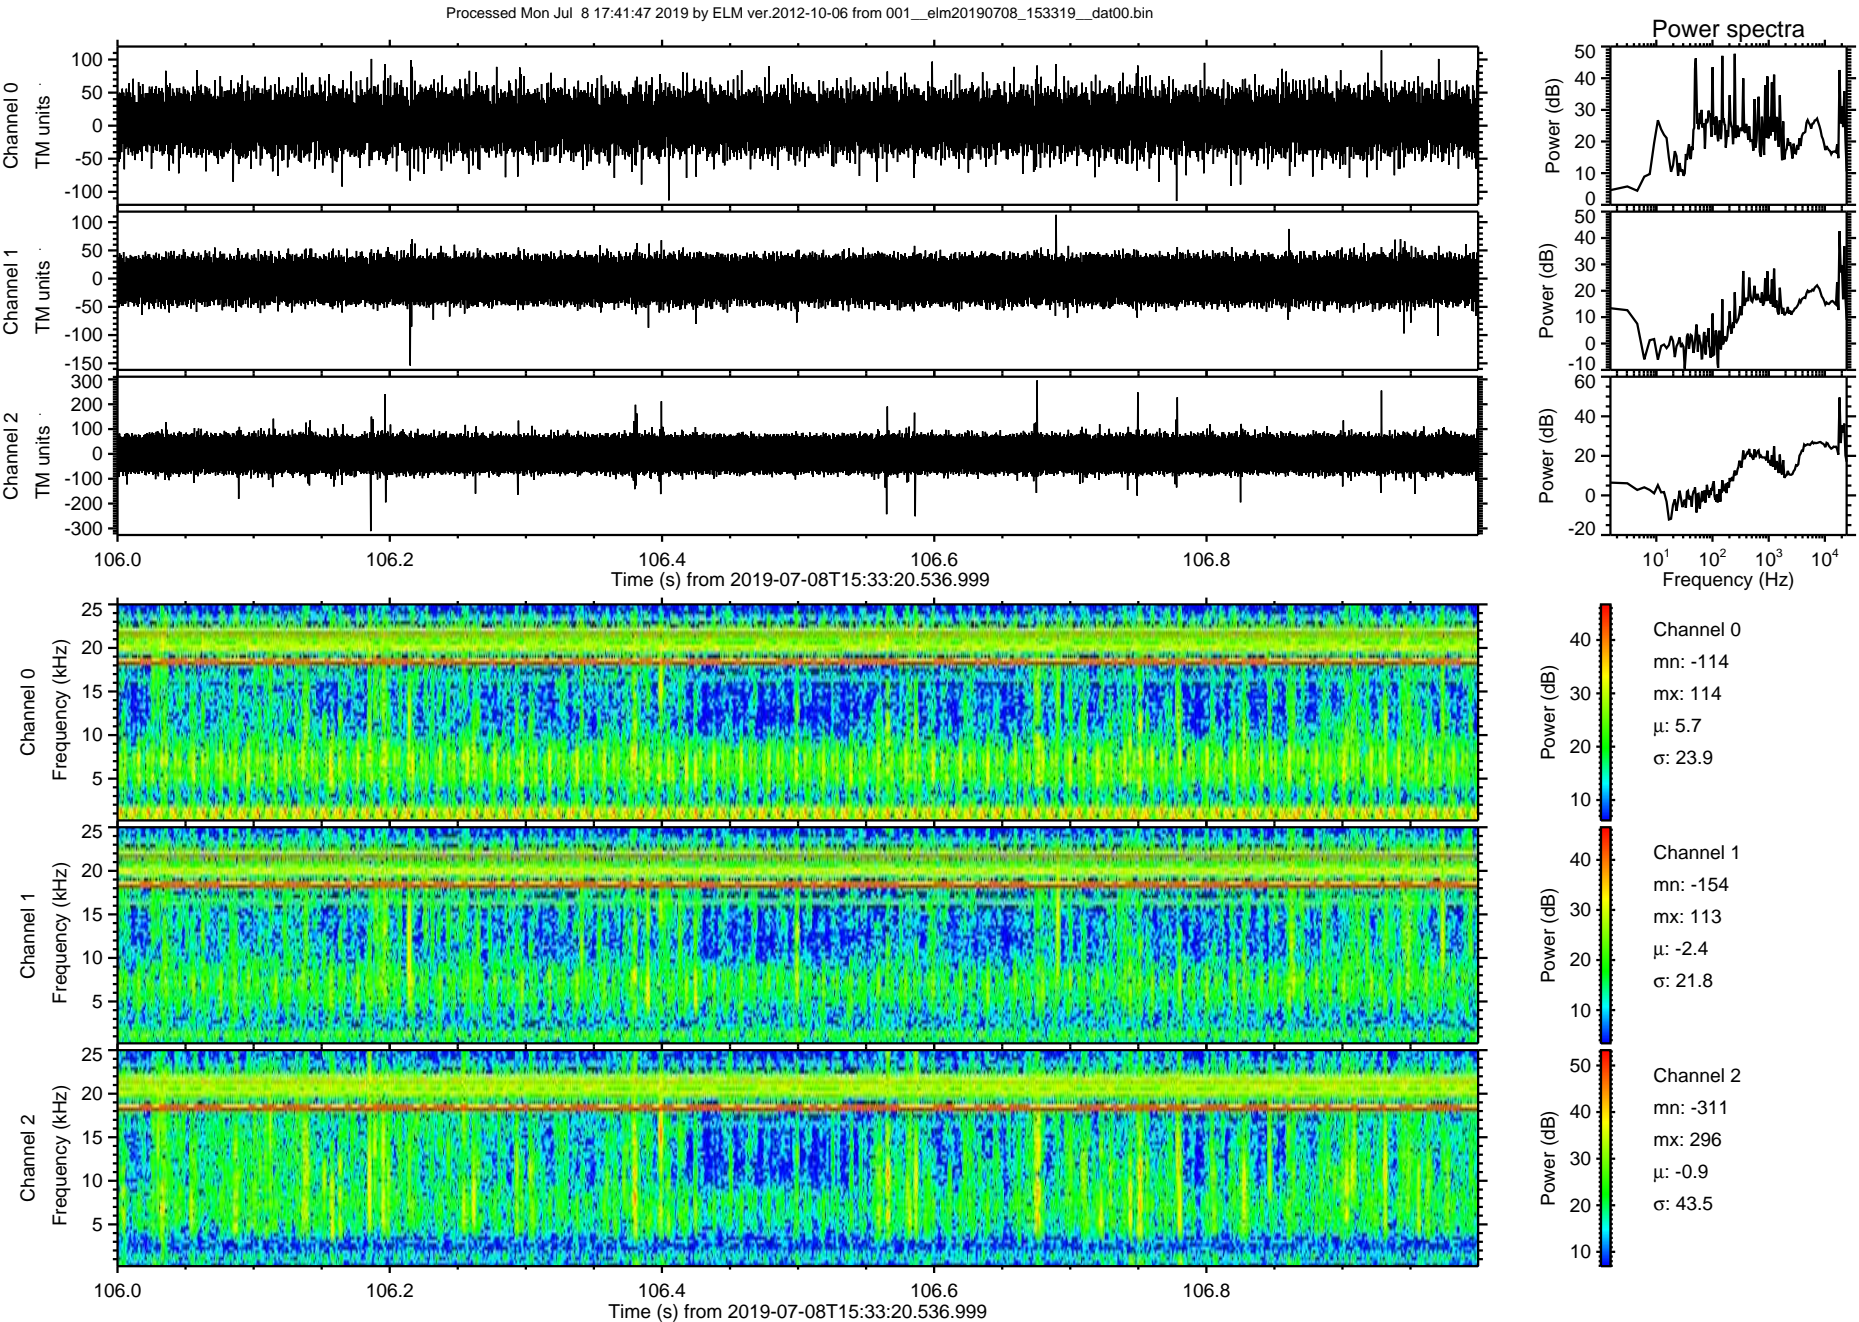 Processed Mon Jul  8 17:41:47 2019 by ELM ver.2012-10-06 from 001__elm20190708_153319__dat00.bin
Power spectra
Channel 0
TM units
100
50
0
-50
-100
Power (dB)
50
40
30
20
10
0
Channel 1
TM units
100
50
0
-50
-100
-150
Power (dB)
50
40
30
20
10
0
-10
Channel 2
TM units
300
200
100
0
-100
-200
-300
Power (dB)
60
40
20
0
-20
106.0 106.2 106.4 106.6 106.8
Time (s) from 2019-07-08T15:33:20.536.999
10^1 10^2 10^3 10^4
Frequency (Hz)
Channel 0
Frequency (kHz)
25
20
15
10
5
Power (dB)
40
30
20
10
Channel 0
mn: -114
mx: 114
μ: 5.7
σ: 23.9
Channel 1
Frequency (kHz)
25
20
15
10
5
Power (dB)
40
30
20
10
Channel 1
mn: -154
mx: 113
μ: -2.4
σ: 21.8
Channel 2
Frequency (kHz)
25
20
15
10
5
Power (dB)
50
40
30
20
10
Channel 2
mn: -311
mx: 296
μ: -0.9
σ: 43.5
106.0 106.2 106.4 106.6 106.8
Time (s) from 2019-07-08T15:33:20.536.999